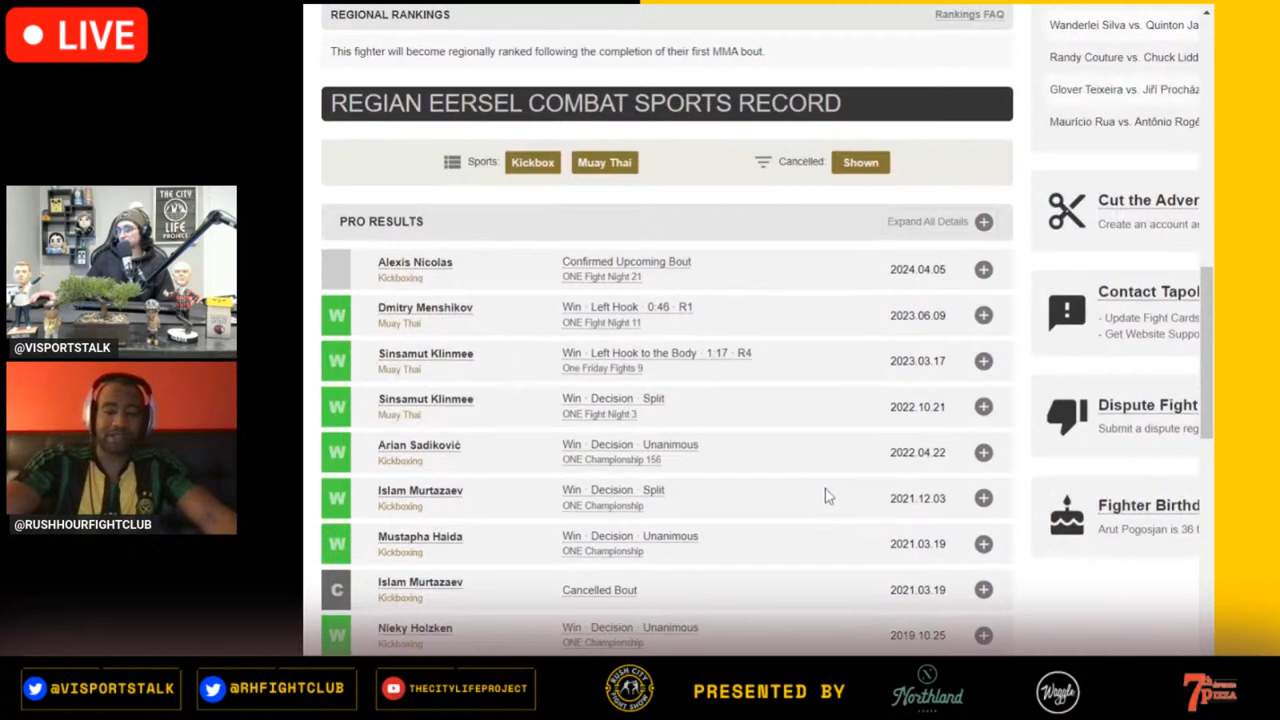 LIVE
REGIONAL RANKINGS
Rankings FAQ
This fighter will become regionally ranked following the completion of their first MMA bout.
REGIAN EERSEL COMBAT SPORTS RECORD
Sports: Kickbox Muay Thai Cancelled: Shown
PRO RESULTS
Expand All Details
Alexis Nicolas Confirmed Upcoming Bout 2024.04.05
Kickboxing ONE Fight Night 21
W Dmitry Menshikov Win · Left Hook · 0:46 · R1 2023.06.09
Muay Thai ONE Fight Night 11
W Sinsamut Klinmee Win · Left Hook to the Body · 1:17 · R4 2023.03.17
Muay Thai One Friday Fights 9
W Sinsamut Klinmee Win · Decision · Split 2022.10.21
Muay Thai ONE Fight Night 3
W Arian Sadiković Win · Decision · Unanimous 2022.04.22
Kickboxing ONE Championship 156
W Islam Murtazaev Win · Decision · Split 2021.12.03
Kickboxing ONE Championship
W Mustapha Haida Win · Decision · Unanimous 2021.03.19
Kickboxing ONE Championship
C Islam Murtazaev Cancelled Bout 2021.03.19
Kickboxing
W Nieky Holzken Win · Decision · Unanimous 2019.10.25
Kickboxing ONE Championship
Wanderlei Silva vs. Quinton Ja
Randy Couture vs. Chuck Lidd
Glover Teixeira vs. Jiří Procház
Maurício Rua vs. Antônio Rogé
Cut the Adver
Create an account a
Contact Tapol
- Update Fight Cards
- Get Website Suppo
Dispute Fight
Submit a dispute reg
Fighter Birthd
Arut Pogosjan is 36 t
THE CITY
LIFE
PROJECT
@VISPORTSTALK
@RUSHHOURFIGHTCLUB
@VISPORTSTALK
@RHFIGHTCLUB
THECITYLIFEPROJECT
RUSH CITY
FIGHT SHOW
PRESENTED BY
Northland
Waggle
7th
PIZZA